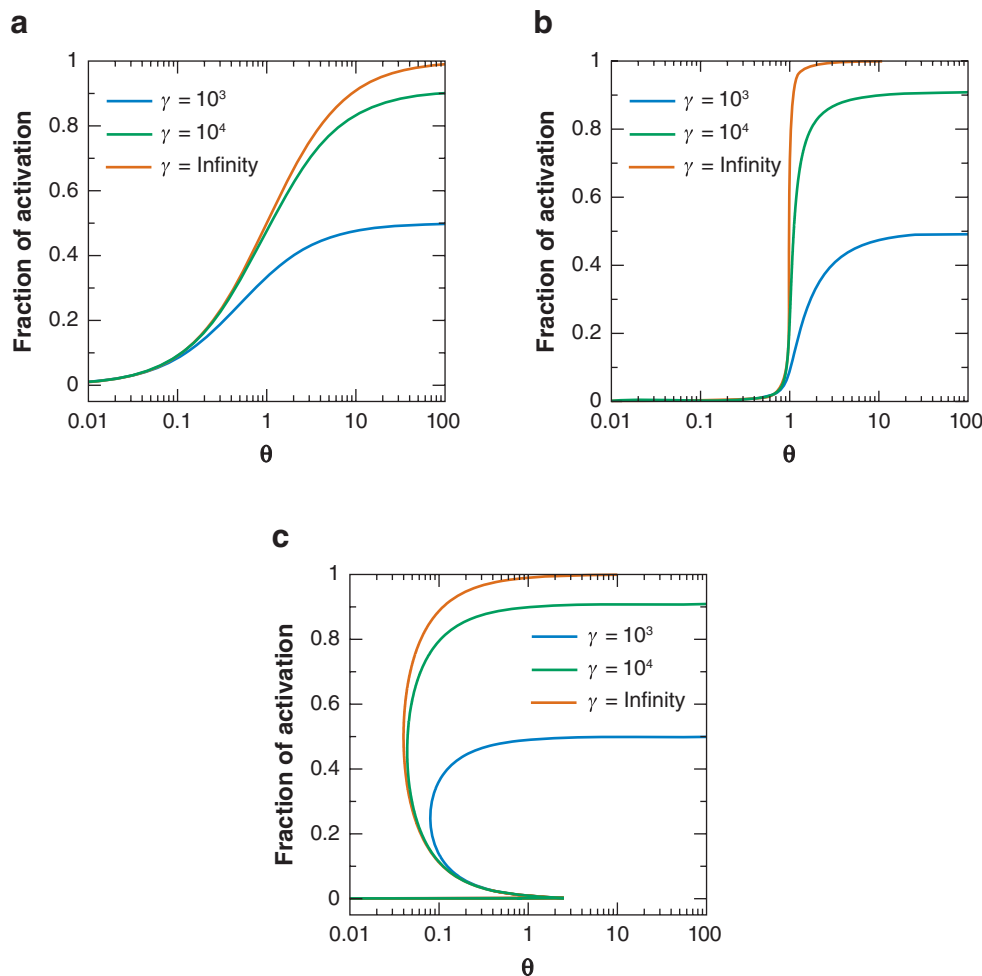 a
Fraction of activation
1
0.8
0.6
0.4
0.2
0
γ = 10³
γ = 10⁴
γ = Infinity
0.01 0.1 1 10 100
θ
b
Fraction of activation
1
0.8
0.6
0.4
0.2
0
γ = 10³
γ = 10⁴
γ = Infinity
0.01 0.1 1 10 100
θ
c
Fraction of activation
1
0.8
0.6
0.4
0.2
0
γ = 10³
γ = 10⁴
γ = Infinity
0.01 0.1 1 10 100
θ